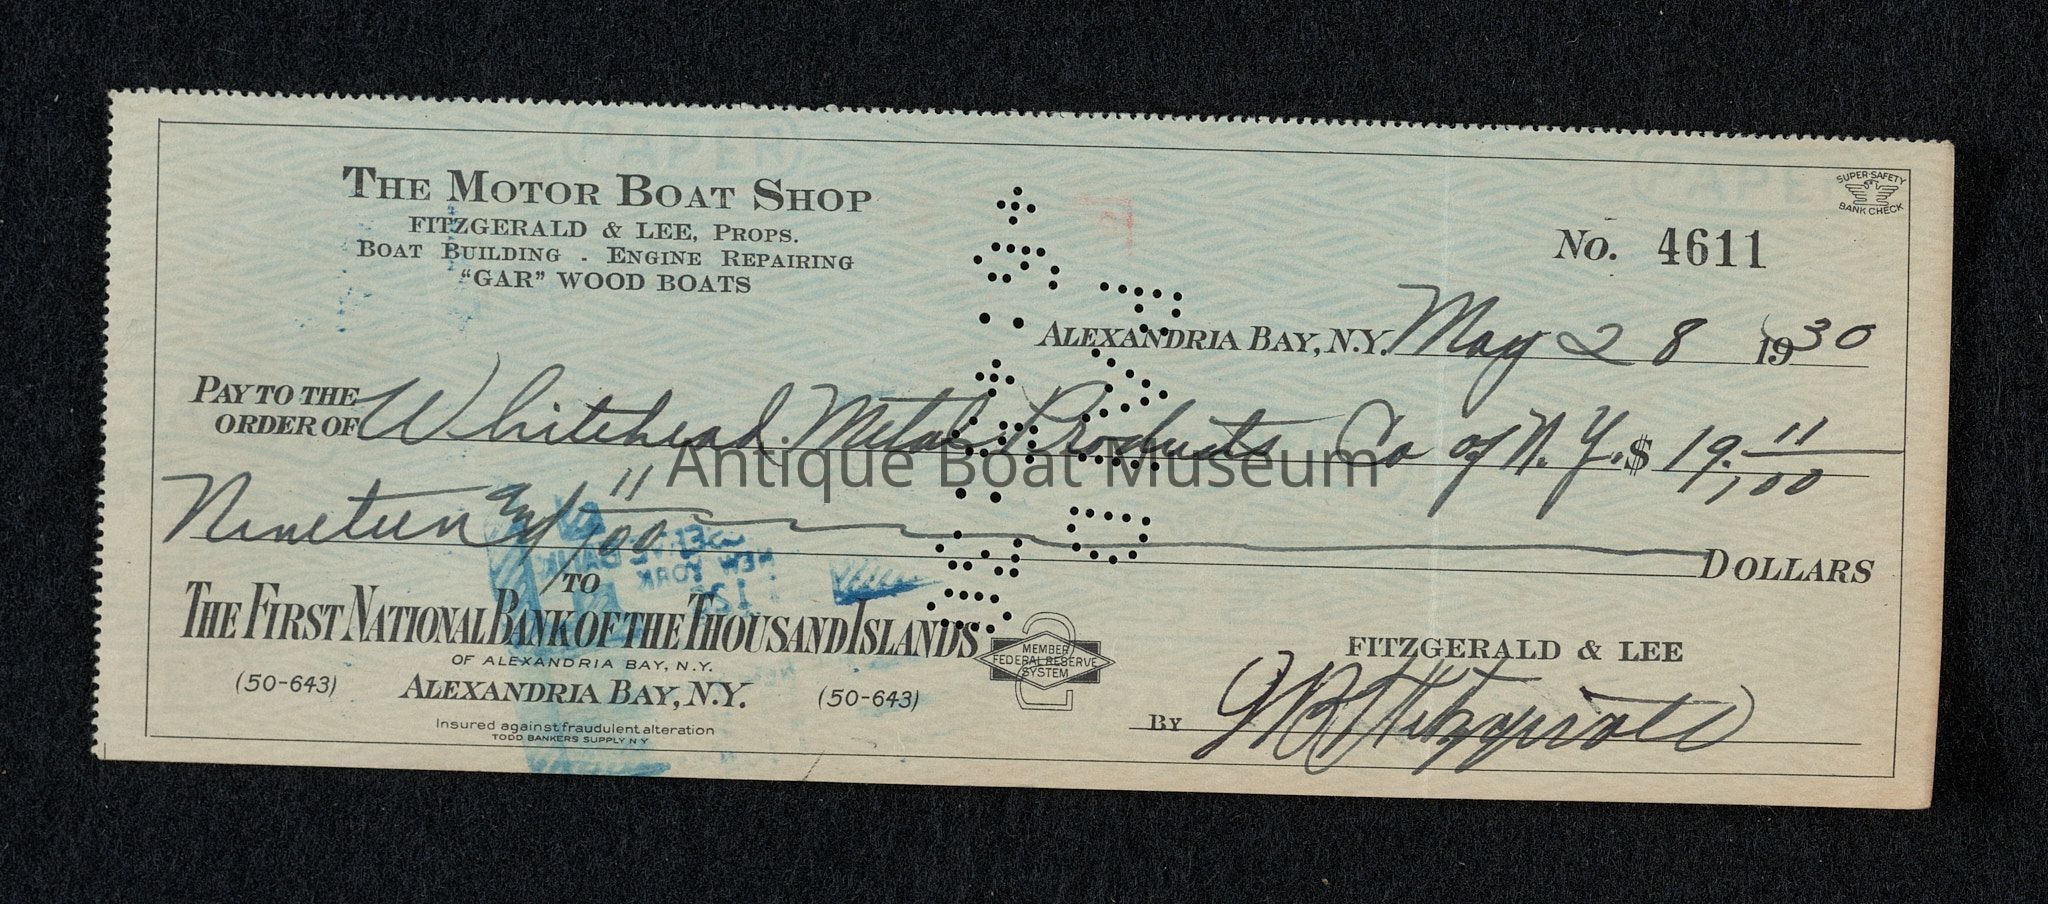 THE MOTOR BOAT SHOP
FITZGERALD & LEE, PROPS.
BOAT BUILDING . ENGINE REPAIRING
"GAR" WOOD BOATS
SUPER-SAFETY
BANK CHECK
No. 4611
ALEXANDRIA BAY, N.Y. May 28 1930
PAY TO THE
ORDER OF Whitehead Metal Products Co of N.Y. $ 19. 11/100
Antique Boat Museum
Nineteen & 11/100 DOLLARS
TO
THE FIRST NATIONAL BANK OF THE THOUSAND ISLANDS
OF ALEXANDRIA BAY, N.Y.
(50-643) ALEXANDRIA BAY, N.Y. (50-643)
MEMBER
FEDERAL RESERVE
SYSTEM
Insured against fraudulent alteration
TODD BANKERS SUPPLY N Y
FITZGERALD & LEE
BY Fitzgerald
PAPER